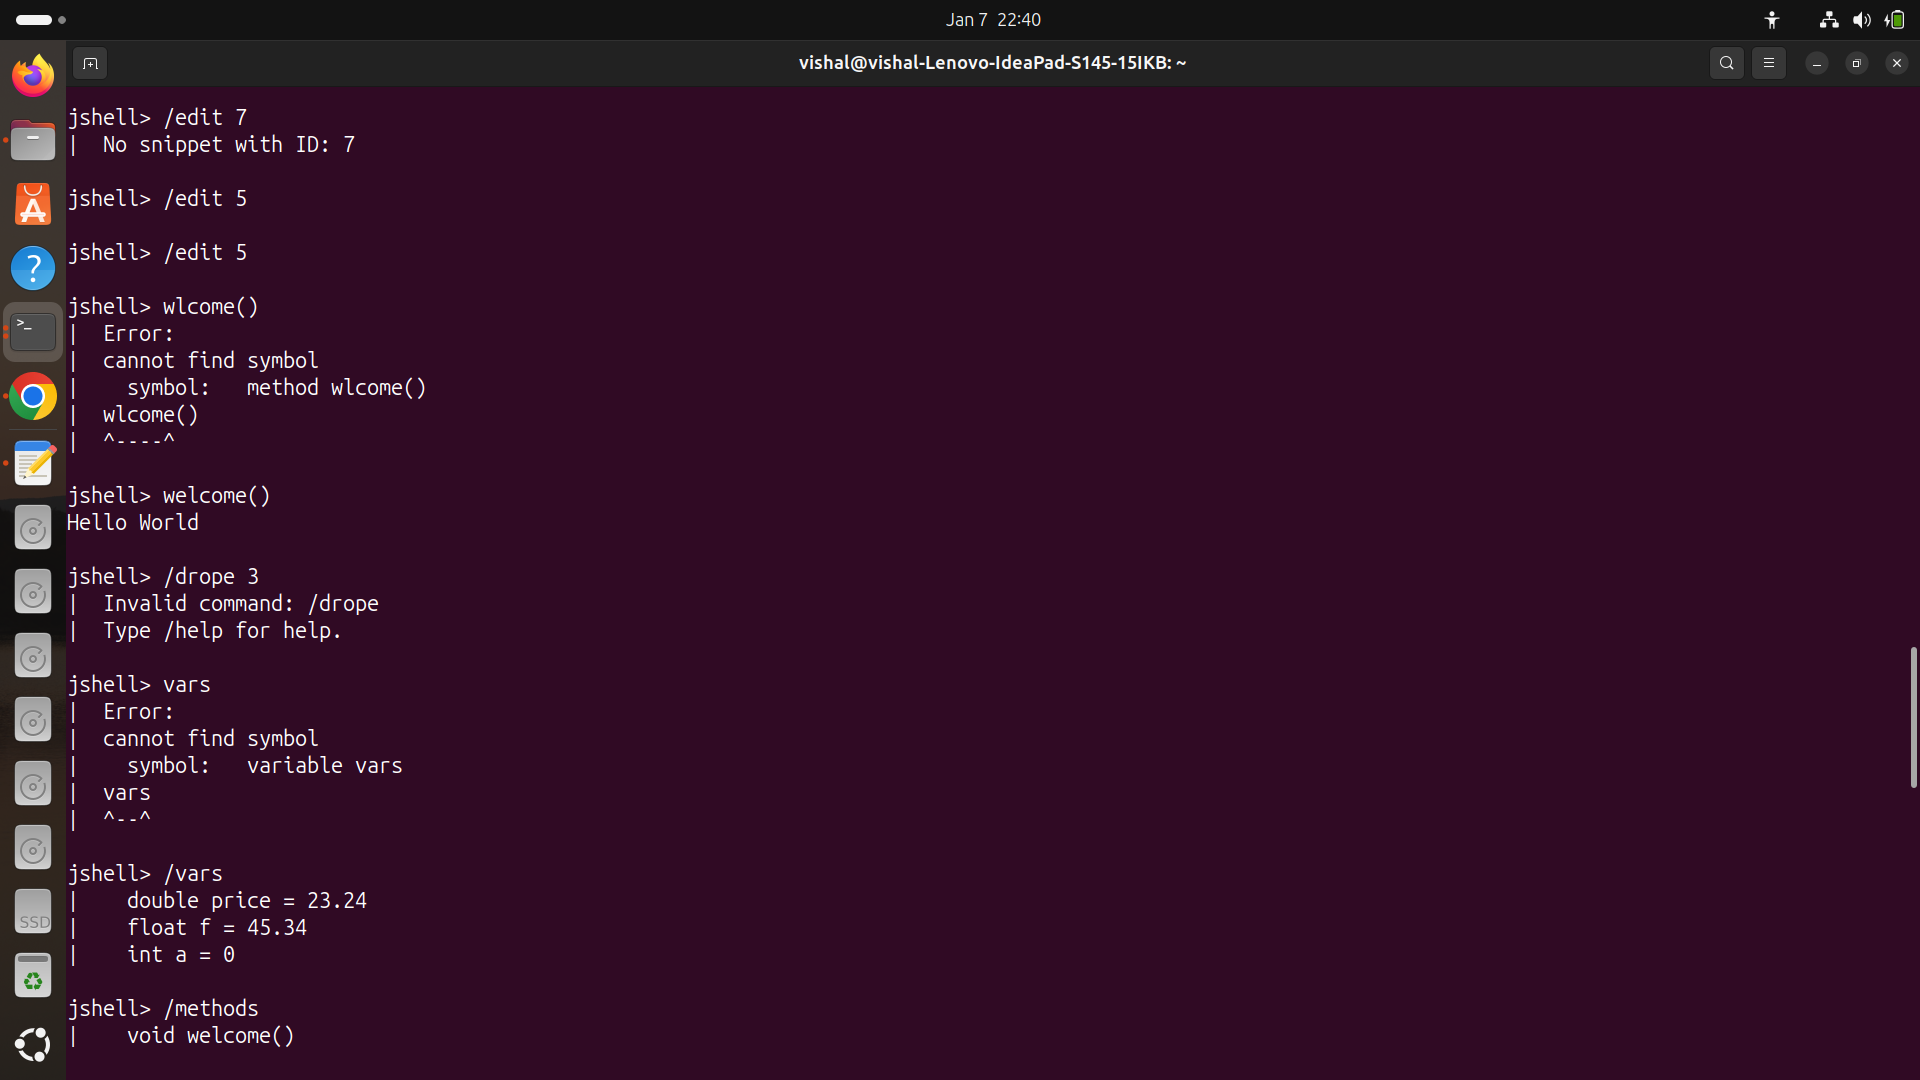 Jan 7  22:40
vishal@vishal-Lenovo-IdeaPad-S145-15IKB: ~
jshell> /edit 7
|  No snippet with ID: 7
jshell> /edit 5
jshell> /edit 5
jshell> wlcome()
|  Error:
|  cannot find symbol
|    symbol:   method wlcome()
|  wlcome()
|  ^----^
jshell> welcome()
Hello World
jshell> /drope 3
|  Invalid command: /drope
|  Type /help for help.
jshell> vars
|  Error:
|  cannot find symbol
|    symbol:   variable vars
|  vars
|  ^--^
jshell> /vars
|    double price = 23.24
|    float f = 45.34
|    int a = 0
jshell> /methods
|    void welcome()
SSD